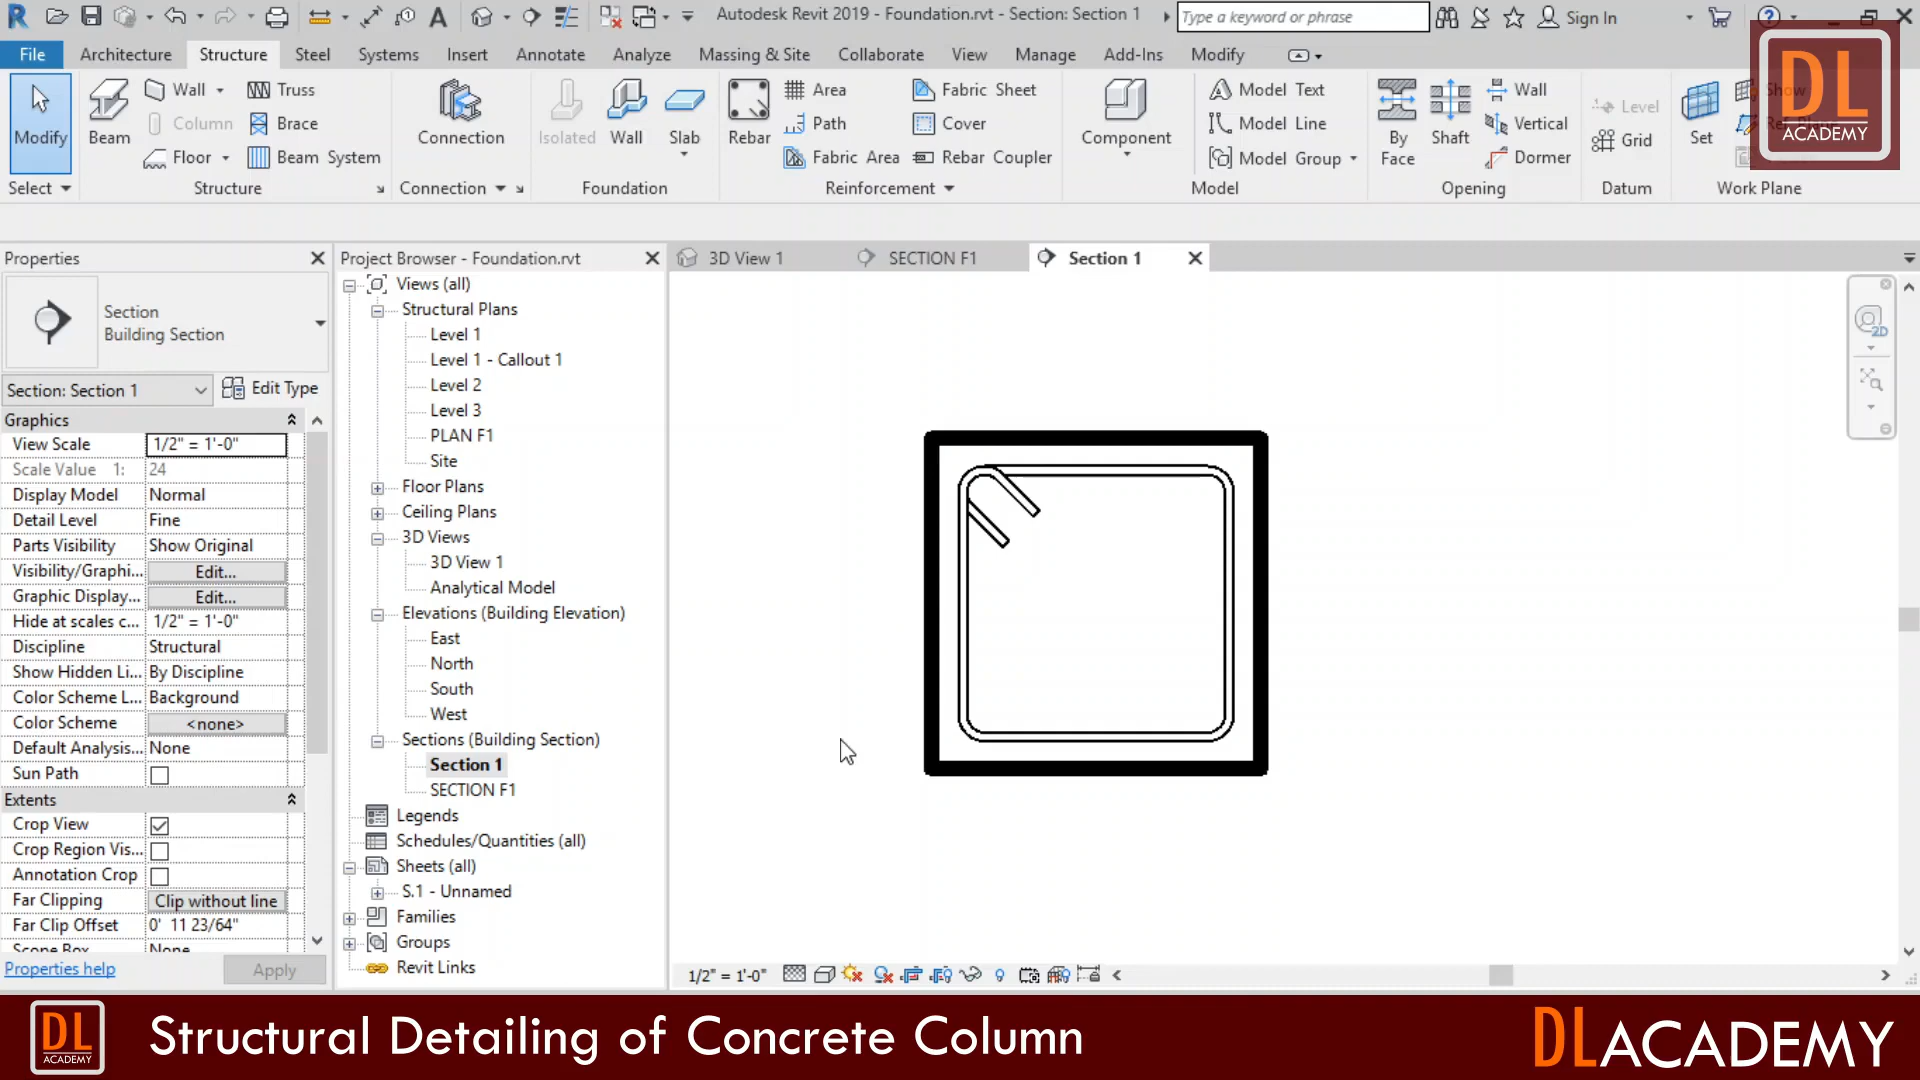 Autodesk Revit 2019 - Foundation.rvt - Section: Section 1
Type a keyword or phrase
Sign In
File Architecture Structure Steel Systems Insert Annotate Analyze Massing & Site Collaborate View Manage Add-Ins Modify
Modify
Select
Beam
Wall
Column
Floor
Truss
Brace
Beam System
Structure
Connection
Connection
Isolated
Wall
Slab
Foundation
Rebar
Area
Path
Fabric Area
Fabric Sheet
Cover
Rebar Coupler
Reinforcement
Component
Model Text
Model Line
Model Group
Model
By
Face
Shaft
Wall
Vertical
Dormer
Opening
Level
Grid
Datum
Set
Show
Work Plane
DL
ACADEMY
Properties
Section
Building Section
Section: Section 1
Edit Type
Graphics
View Scale 1/2" = 1'-0"
Scale Value 1: 24
Display Model Normal
Detail Level Fine
Parts Visibility Show Original
Visibility/Graphi... Edit...
Graphic Display... Edit...
Hide at scales c... 1/2" = 1'-0"
Discipline Structural
Show Hidden Li... By Discipline
Color Scheme L... Background
Color Scheme <none>
Default Analysis... None
Sun Path
Extents
Crop View
Crop Region Vis...
Annotation Crop
Far Clipping Clip without line
Far Clip Offset 0' 11 23/64"
Scope Box None
Properties help
Apply
Project Browser - Foundation.rvt
Views (all)
Structural Plans
Level 1
Level 1 - Callout 1
Level 2
Level 3
PLAN F1
Site
Floor Plans
Ceiling Plans
3D Views
3D View 1
Analytical Model
Elevations (Building Elevation)
East
North
South
West
Sections (Building Section)
Section 1
SECTION F1
Legends
Schedules/Quantities (all)
Sheets (all)
S.1 - Unnamed
Families
Groups
Revit Links
3D View 1
SECTION F1
Section 1
2D
1/2" = 1'-0"
DL
ACADEMY
Structural Detailing of Concrete Column
DLACADEMY